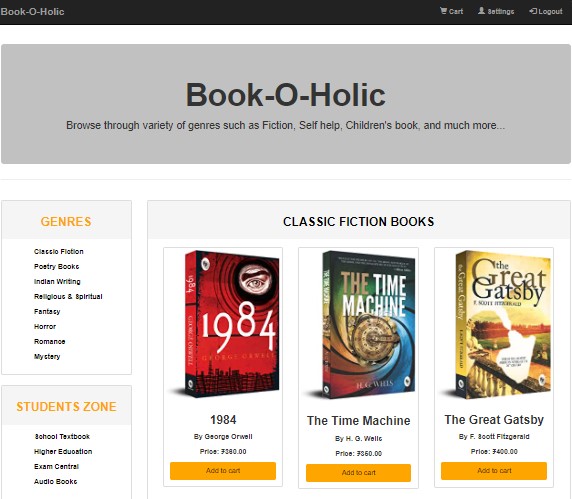 Book-O-Holic
Cart Settings Logout
Book-O-Holic
Browse through variety of genres such as Fiction, Self help, Children's book, and much more...
GENRES
Classic Fiction
Poetry Books
Indian Writing
Religious & Spiritual
Fantasy
Horror
Romance
Mystery
STUDENTS ZONE
School Textbook
Higher Education
Exam Central
Audio Books
CLASSIC FICTION BOOKS
1984
GEORGE ORWELL
1984
GEORGE ORWELL
1984
By George Orwell
Price: ₹380.00
Add to cart
THE TIME
MACHINE
H. G. WELLS
The Time Machine
By H. G. Wells
Price: ₹350.00
Add to cart
the
Great
Gatsby
F. SCOTT FITZGERALD
The Great Gatsby
By F. Scott Fitzgerald
Price: ₹400.00
Add to cart